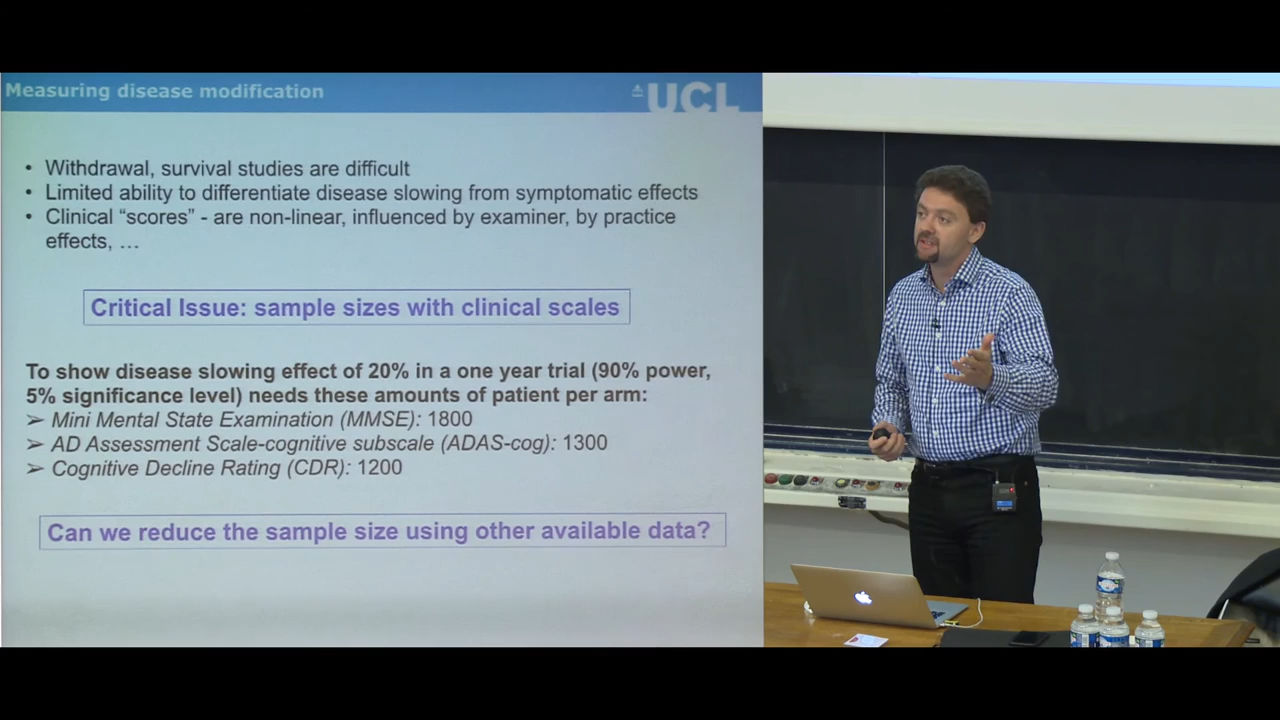 Measuring disease modification
UCL
• Withdrawal, survival studies are difficult
• Limited ability to differentiate disease slowing from symptomatic effects
• Clinical “scores” - are non-linear, influenced by examiner, by practice
effects, …
Critical Issue: sample sizes with clinical scales
To show disease slowing effect of 20% in a one year trial (90% power,
5% significance level) needs these amounts of patient per arm:
➢ Mini Mental State Examination (MMSE): 1800
➢ AD Assessment Scale-cognitive subscale (ADAS-cog): 1300
➢ Cognitive Decline Rating (CDR): 1200
Can we reduce the sample size using other available data?